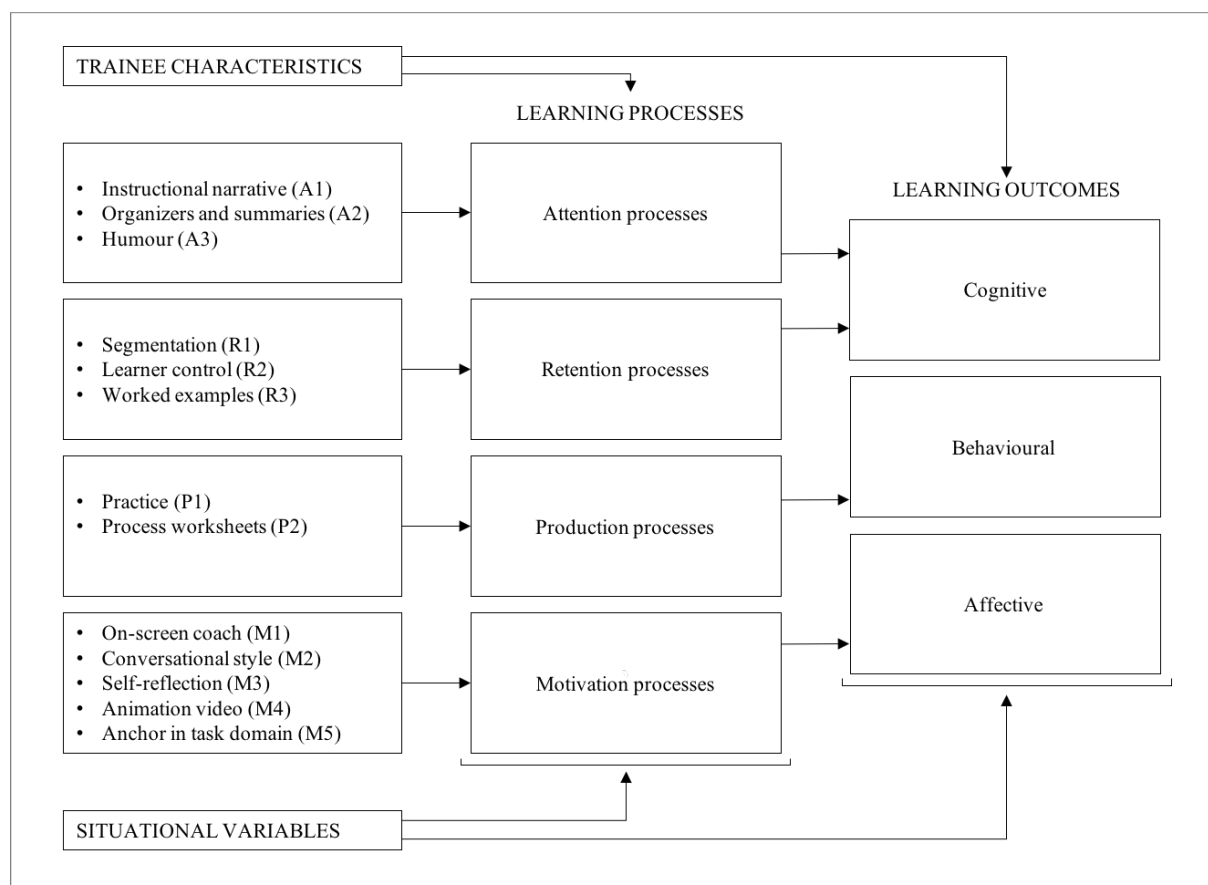 TRAINEE CHARACTERISTICS
LEARNING PROCESSES
LEARNING OUTCOMES
• Instructional narrative (A1)
• Organizers and summaries (A2)
• Humour (A3)
Attention processes
Cognitive
• Segmentation (R1)
• Learner control (R2)
• Worked examples (R3)
Retention processes
Behavioural
• Practice (P1)
• Process worksheets (P2)
Production processes
Affective
• On-screen coach (M1)
• Conversational style (M2)
• Self-reflection (M3)
• Animation video (M4)
• Anchor in task domain (M5)
Motivation processes
SITUATIONAL VARIABLES